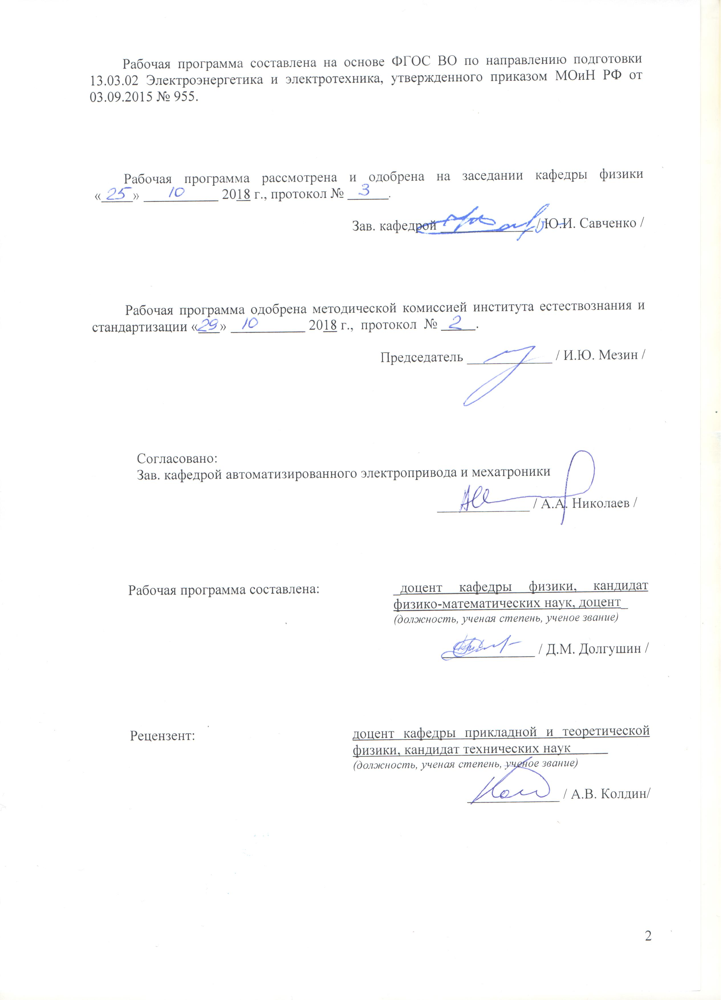 Рабочая программа составлена на основе ФГОС ВО по направлению подготовки
13.03.02 Электроэнергетика и электротехника, утвержденного приказом МОиН РФ от
03.09.2015 № 955.
Рабочая программа рассмотрена и одобрена на заседании кафедры физики
«25» 10 2018 г., протокол № 3.
Зав. кафедрой / Ю.И. Савченко /
Рабочая программа одобрена методической комиссией института естествознания и
стандартизации «29» 10 2018 г., протокол № 2.
Председатель / И.Ю. Мезин /
Согласовано:
Зав. кафедрой автоматизированного электропривода и мехатроники
/ А.А. Николаев /
Рабочая программа составлена: доцент кафедры физики, кандидат
физико-математических наук, доцент
(должность, ученая степень, ученое звание)
/ Д.М. Долгушин /
Рецензент: доцент кафедры прикладной и теоретической
физики, кандидат технических наук
(должность, ученая степень, ученое звание)
/ А.В. Колдин/
2